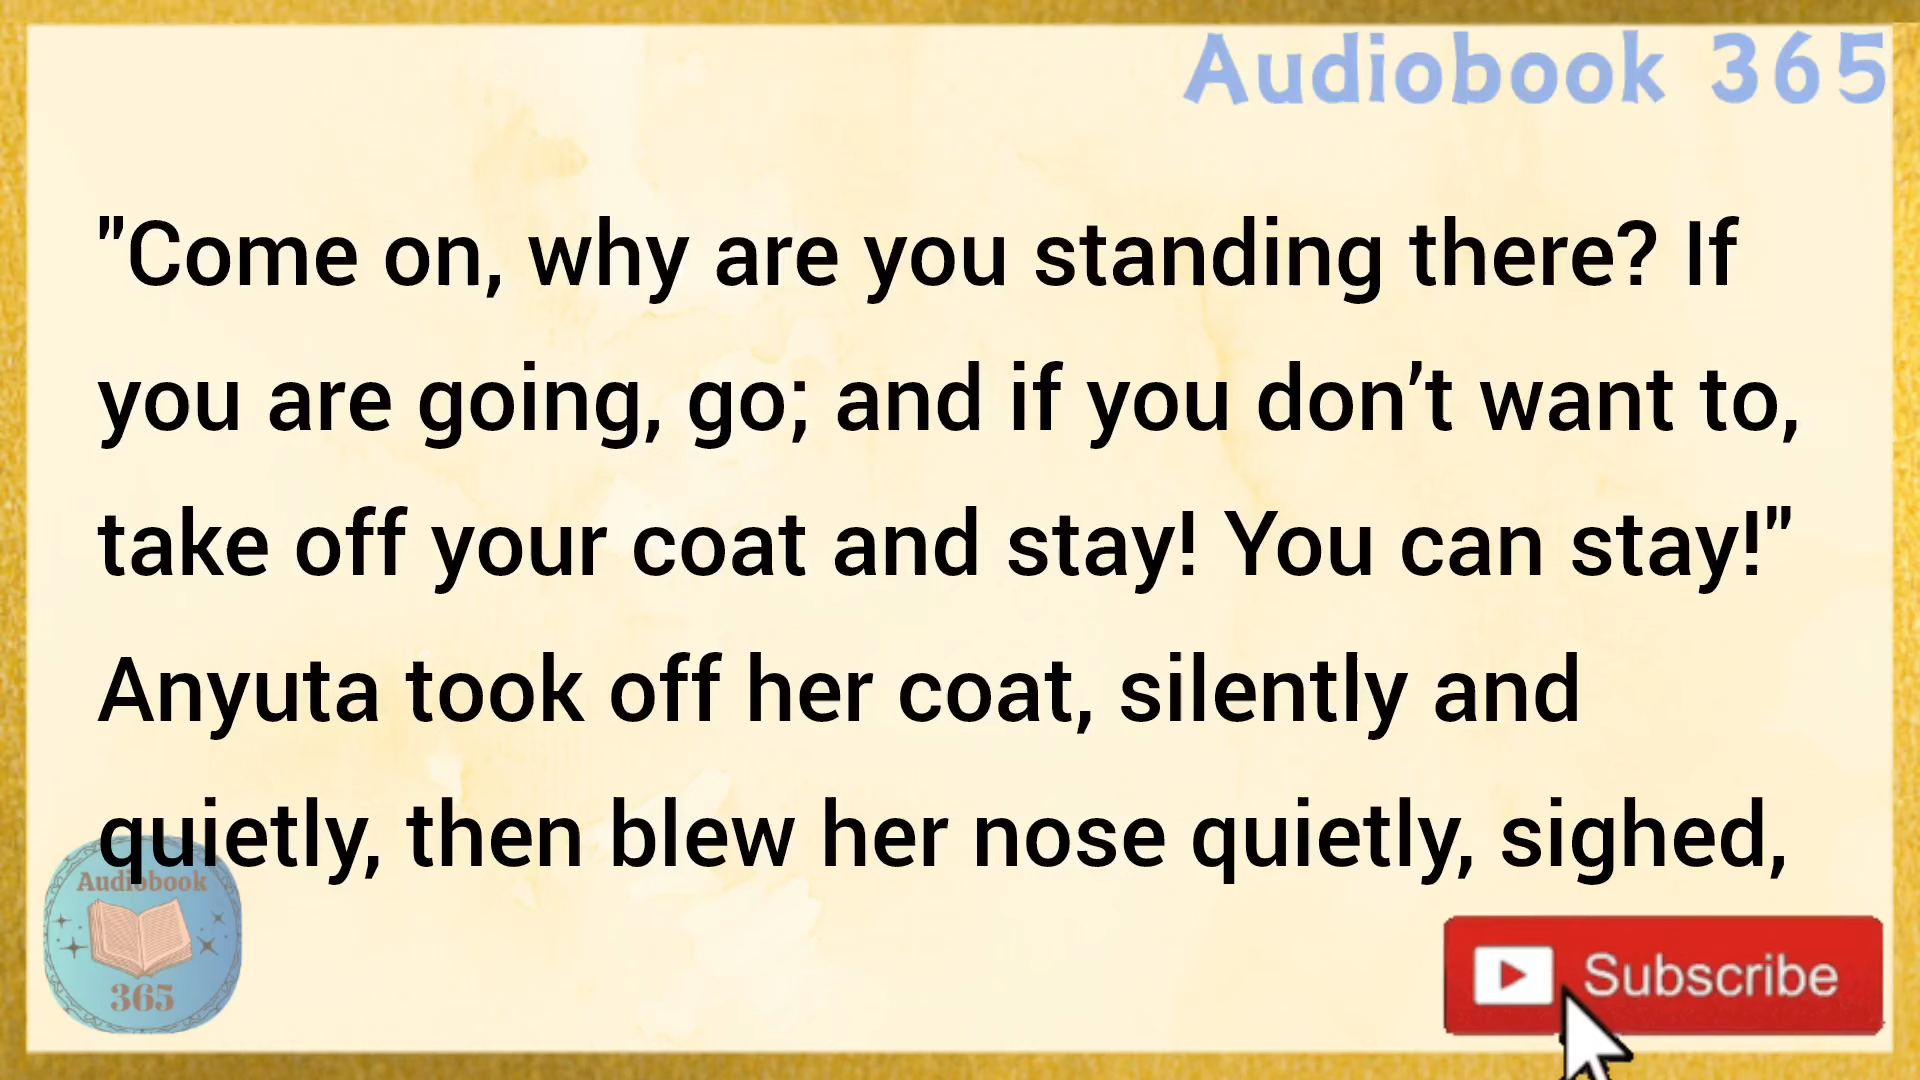 Audiobook 365
"Come on, why are you standing there? If
you are going, go; and if you don’t want to,
take off your coat and stay! You can stay!"
Anyuta took off her coat, silently and
quietly, then blew her nose quietly, sighed,
Audiobook
365
Subscribe